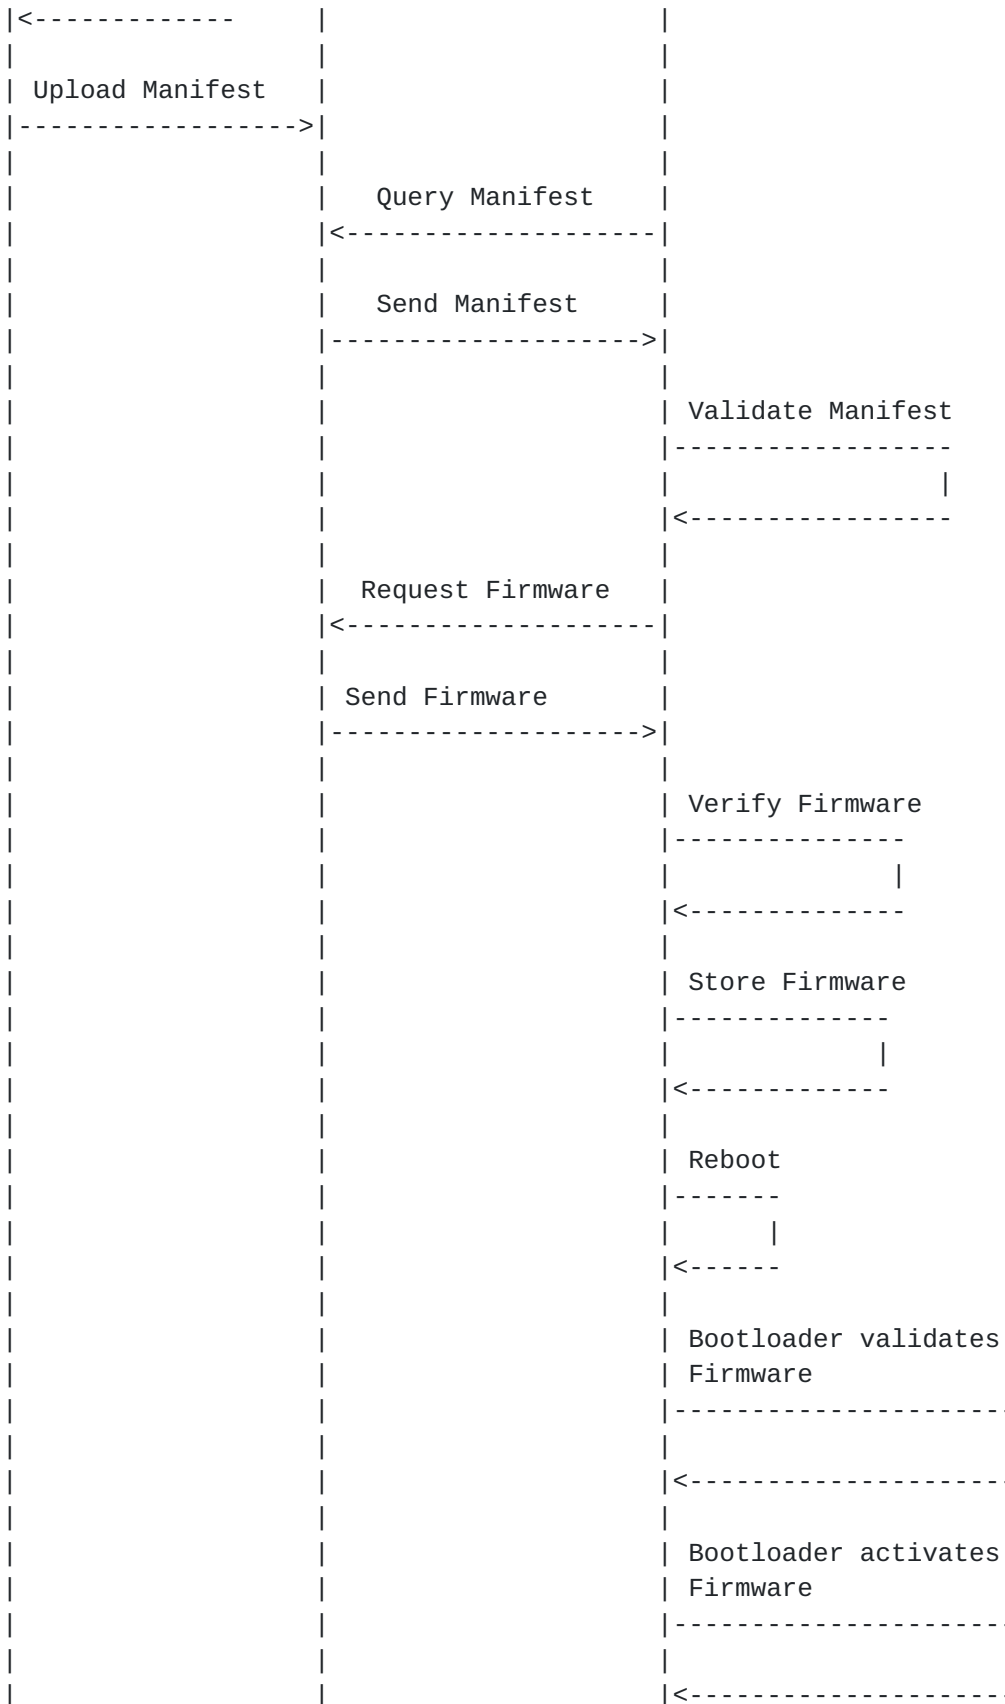 Upload Manifest
Query Manifest
Send Manifest
Validate Manifest
Request Firmware
Send Firmware
Verify Firmware
Store Firmware
Reboot
Bootloader validates
Firmware
Bootloader activates
Firmware